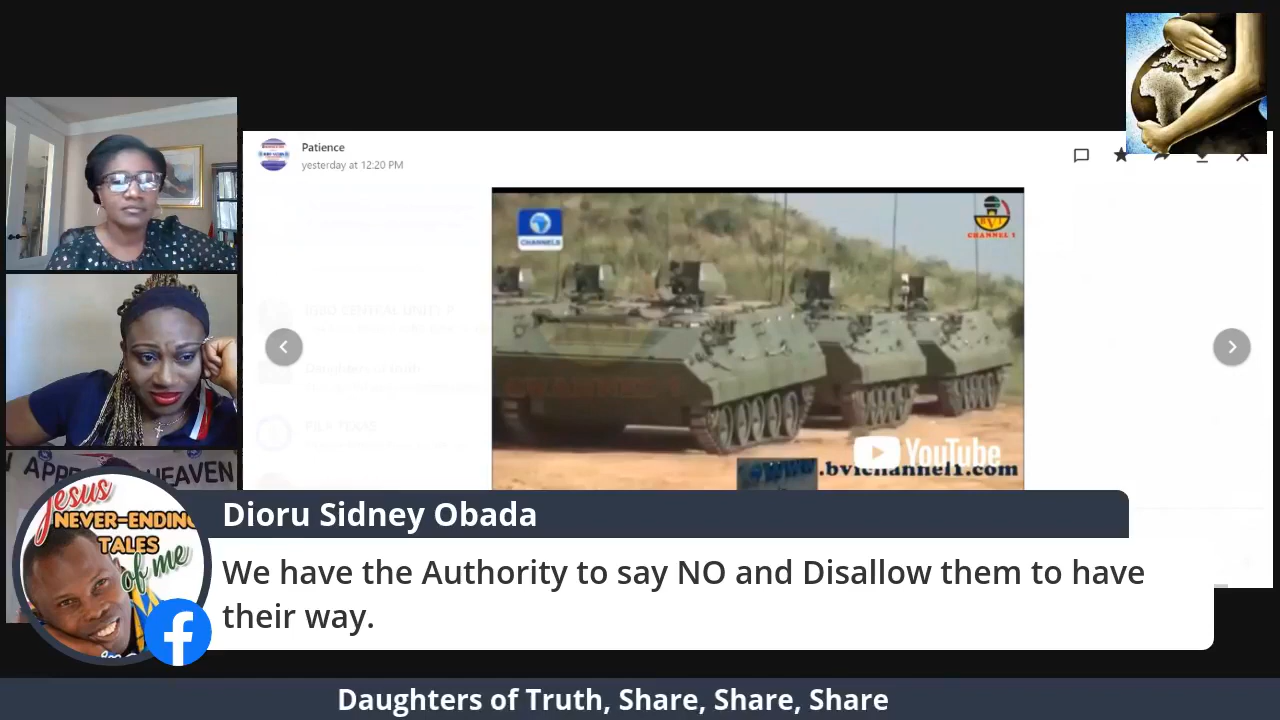 Patience
yesterday at 12:20 PM
CHANNELS
BVI
CHANNEL 1
YouTube
www.bvichannel1.com
HEAVEN
Jesus
NEVER-ENDING
TALES
of me
Dioru Sidney Obada
We have the Authority to say NO and Disallow them to have
their way.
Daughters of Truth, Share, Share, Share